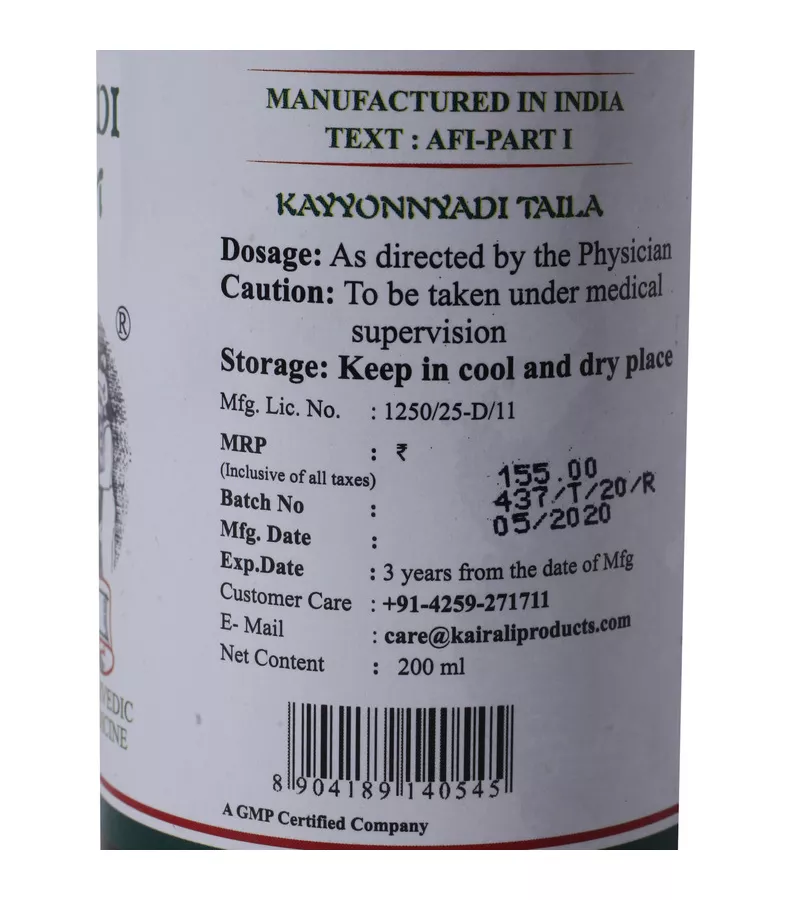 MANUFACTURED IN INDIA
TEXT : AFI-PART I
KAYYONNYADI TAILA
Dosage: As directed by the Physician
Caution: To be taken under medical
supervision
Storage: Keep in cool and dry place
Mfg. Lic. No. : 1250/25-D/11
MRP : ₹ 155.00
(Inclusive of all taxes)
Batch No : 437/T/20/R
Mfg. Date : 05/2020
Exp.Date : 3 years from the date of Mfg
Customer Care : +91-4259-271711
E- Mail : care@kairaliproducts.com
Net Content : 200 ml
8 904189 140545
A GMP Certified Company
®